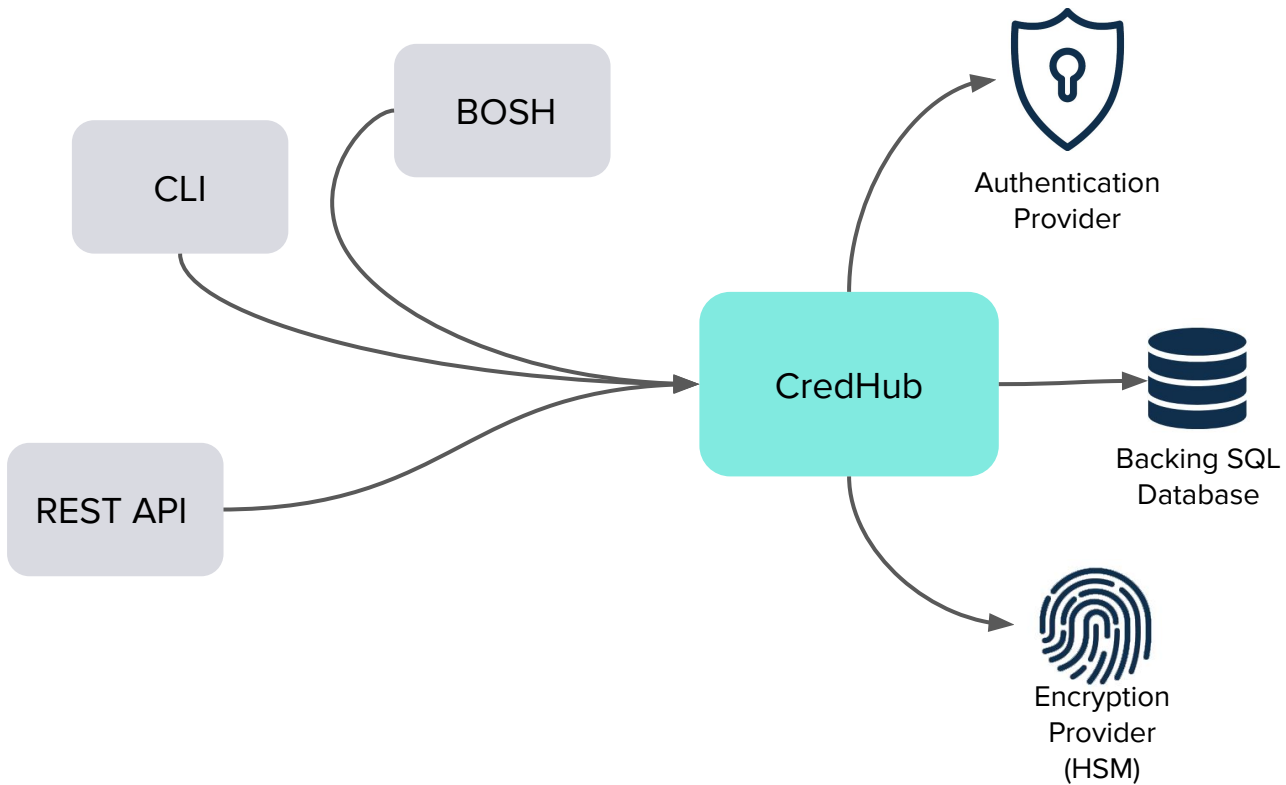 BOSH
CLI
Authentication
Provider
CredHub
Backing SQL
Database
REST API
Encryption
Provider
(HSM)